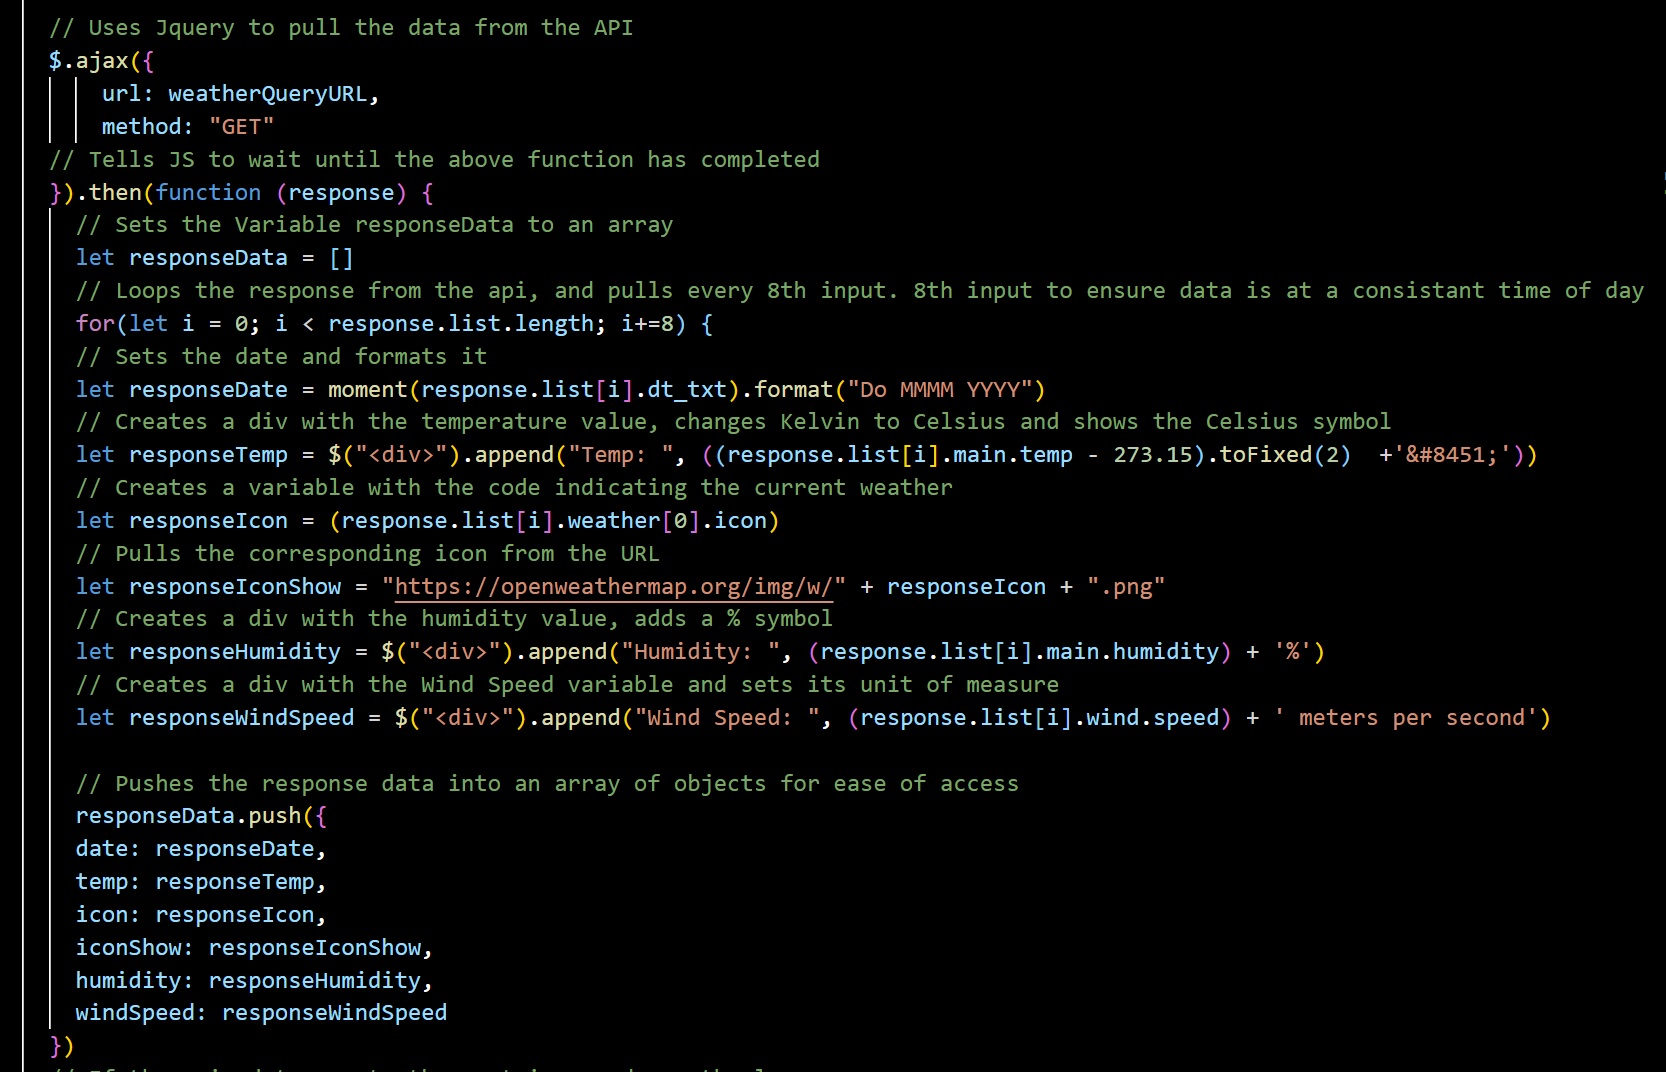 // Uses Jquery to pull the data from the API
$.ajax({
url: weatherQueryURL,
method: "GET"
// Tells JS to wait until the above function has completed
}).then(function (response) {
// Sets the Variable responseData to an array
let responseData = []
// Loops the response from the api, and pulls every 8th input. 8th input to ensure data is at a consistant time of day
for(let i = 0; i < response.list.length; i+=8) {
// Sets the date and formats it
let responseDate = moment(response.list[i].dt_txt).format("Do MMMM YYYY")
// Creates a div with the temperature value, changes Kelvin to Celsius and shows the Celsius symbol
let responseTemp = $("<div>").append("Temp: ", ((response.list[i].main.temp - 273.15).toFixed(2)  +'&#8451;'))
// Creates a variable with the code indicating the current weather
let responseIcon = (response.list[i].weather[0].icon)
// Pulls the corresponding icon from the URL
let responseIconShow = "https://openweathermap.org/img/w/" + responseIcon + ".png"
// Creates a div with the humidity value, adds a % symbol
let responseHumidity = $("<div>").append("Humidity: ", (response.list[i].main.humidity) + '%')
// Creates a div with the Wind Speed variable and sets its unit of measure
let responseWindSpeed = $("<div>").append("Wind Speed: ", (response.list[i].wind.speed) + ' meters per second')
// Pushes the response data into an array of objects for ease of access
responseData.push({
date: responseDate,
temp: responseTemp,
icon: responseIcon,
iconShow: responseIconShow,
humidity: responseHumidity,
windSpeed: responseWindSpeed
})